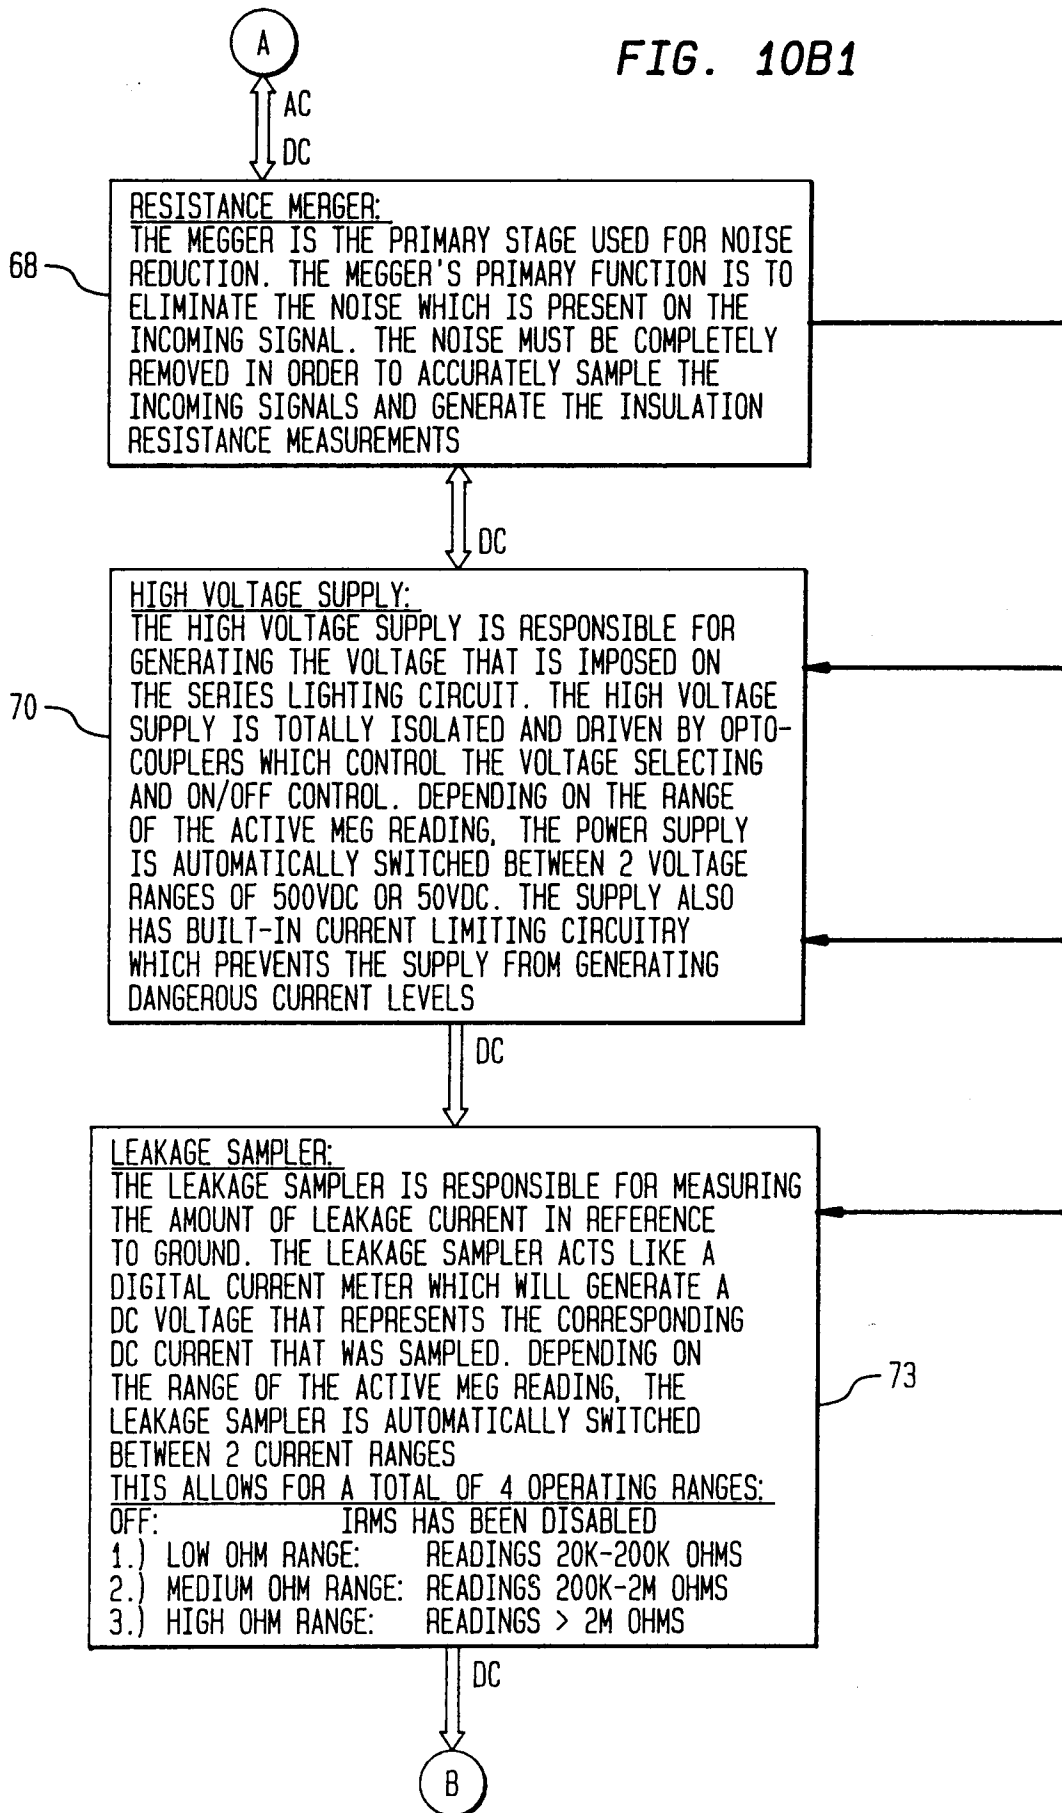 A
FIG. 10B1
AC
DC
RESISTANCE MERGER:
THE MEGGER IS THE PRIMARY STAGE USED FOR NOISE
REDUCTION. THE MEGGER'S PRIMARY FUNCTION IS TO
ELIMINATE THE NOISE WHICH IS PRESENT ON THE
INCOMING SIGNAL. THE NOISE MUST BE COMPLETELY
REMOVED IN ORDER TO ACCURATELY SAMPLE THE
INCOMING SIGNALS AND GENERATE THE INSULATION
RESISTANCE MEASUREMENTS
68
DC
HIGH VOLTAGE SUPPLY:
THE HIGH VOLTAGE SUPPLY IS RESPONSIBLE FOR
GENERATING THE VOLTAGE THAT IS IMPOSED ON
THE SERIES LIGHTING CIRCUIT. THE HIGH VOLTAGE
SUPPLY IS TOTALLY ISOLATED AND DRIVEN BY OPTO-
COUPLERS WHICH CONTROL THE VOLTAGE SELECTING
AND ON/OFF CONTROL. DEPENDING ON THE RANGE
OF THE ACTIVE MEG READING, THE POWER SUPPLY
IS AUTOMATICALLY SWITCHED BETWEEN 2 VOLTAGE
RANGES OF 500VDC OR 50VDC. THE SUPPLY ALSO
HAS BUILT-IN CURRENT LIMITING CIRCUITRY
WHICH PREVENTS THE SUPPLY FROM GENERATING
DANGEROUS CURRENT LEVELS
70
DC
LEAKAGE SAMPLER:
THE LEAKAGE SAMPLER IS RESPONSIBLE FOR MEASURING
THE AMOUNT OF LEAKAGE CURRENT IN REFERENCE
TO GROUND. THE LEAKAGE SAMPLER ACTS LIKE A
DIGITAL CURRENT METER WHICH WILL GENERATE A
DC VOLTAGE THAT REPRESENTS THE CORRESPONDING
DC CURRENT THAT WAS SAMPLED. DEPENDING ON
THE RANGE OF THE ACTIVE MEG READING, THE
LEAKAGE SAMPLER IS AUTOMATICALLY SWITCHED
BETWEEN 2 CURRENT RANGES
THIS ALLOWS FOR A TOTAL OF 4 OPERATING RANGES:
OFF: IRMS HAS BEEN DISABLED
1.) LOW OHM RANGE: READINGS 20K-200K OHMS
2.) MEDIUM OHM RANGE: READINGS 200K-2M OHMS
3.) HIGH OHM RANGE: READINGS > 2M OHMS
73
DC
B